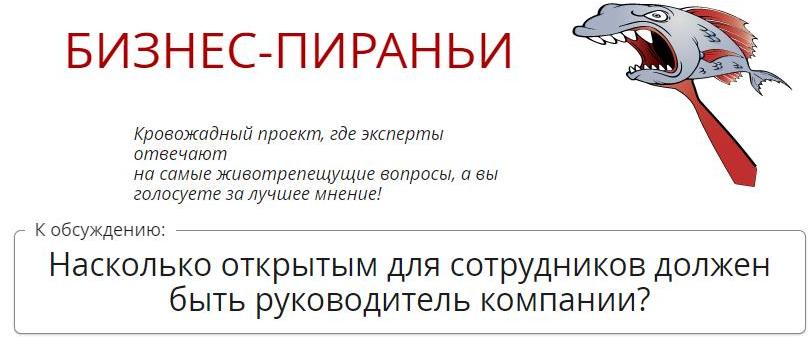 БИЗНЕС-ПИРАНЬИ
Кровожадный проект, где эксперты
отвечают
на самые животрепещущие вопросы, а вы
голосуете за лучшее мнение!
К обсуждению:
Насколько открытым для сотрудников должен
быть руководитель компании?